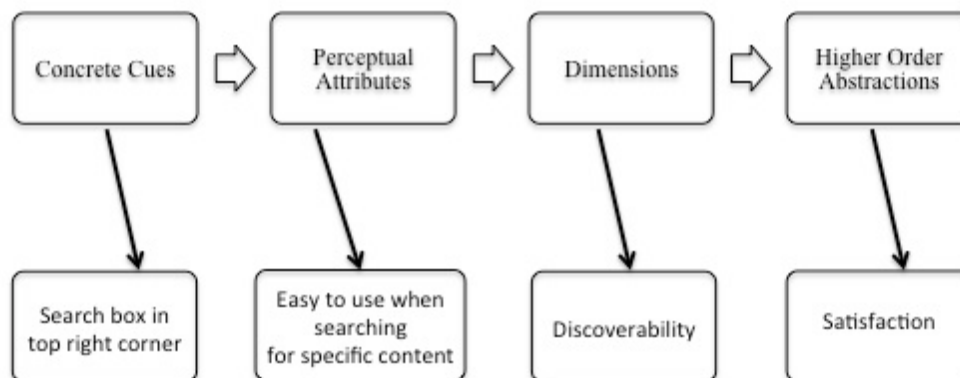 Concrete Cues
Perceptual
Attributes
Dimensions
Higher Order
Abstractions
Search box in
top right corner
Easy to use when
searching
for specific content
Discoverability
Satisfaction